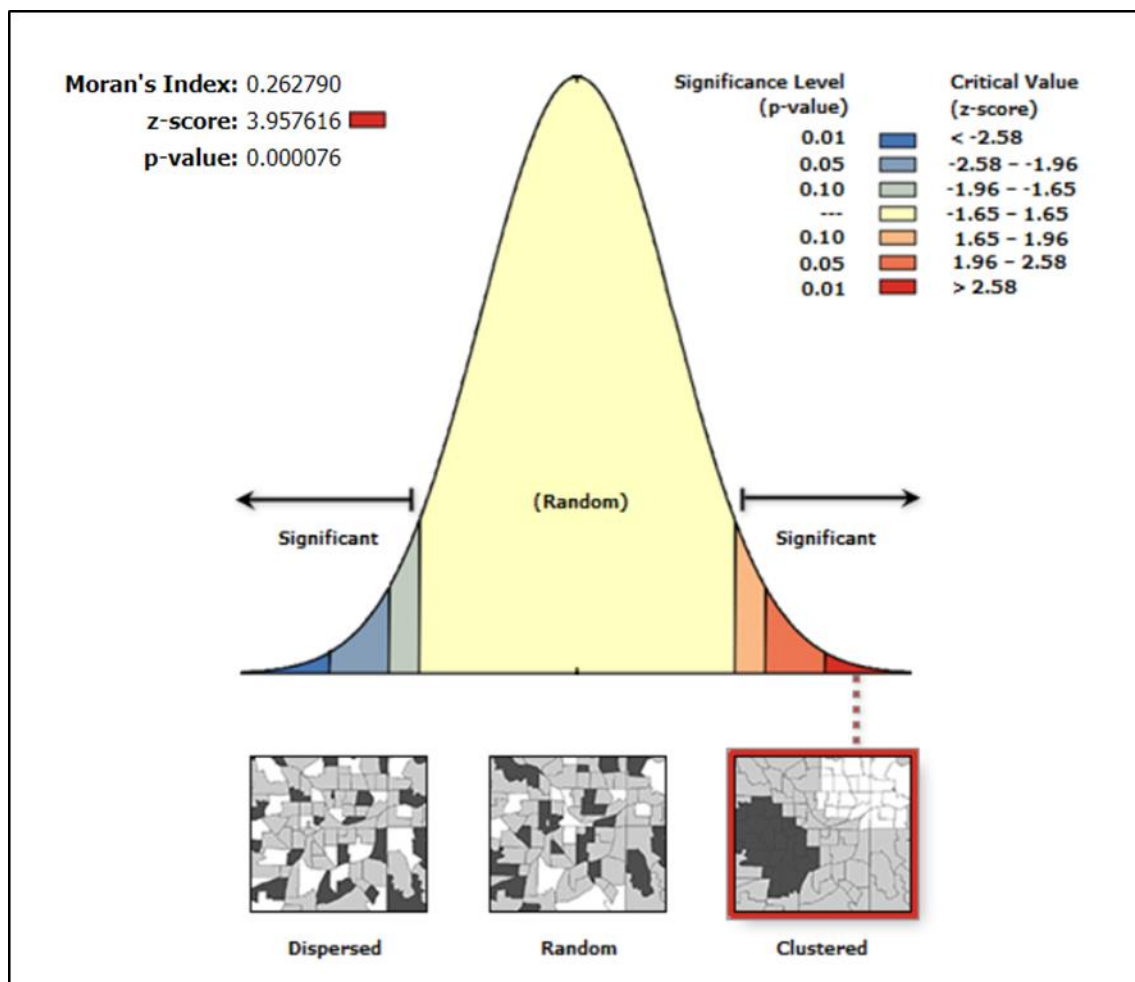 Moran's Index: 0.262790
z-score: 3.957616
p-value: 0.000076
Significance Level
(p-value)
Critical Value
(z-score)
0.01 < -2.58
0.05 -2.58 – -1.96
0.10 -1.96 – -1.65
--- -1.65 – 1.65
0.10 1.65 – 1.96
0.05 1.96 – 2.58
0.01 > 2.58
(Random)
Significant
Significant
Dispersed
Random
Clustered